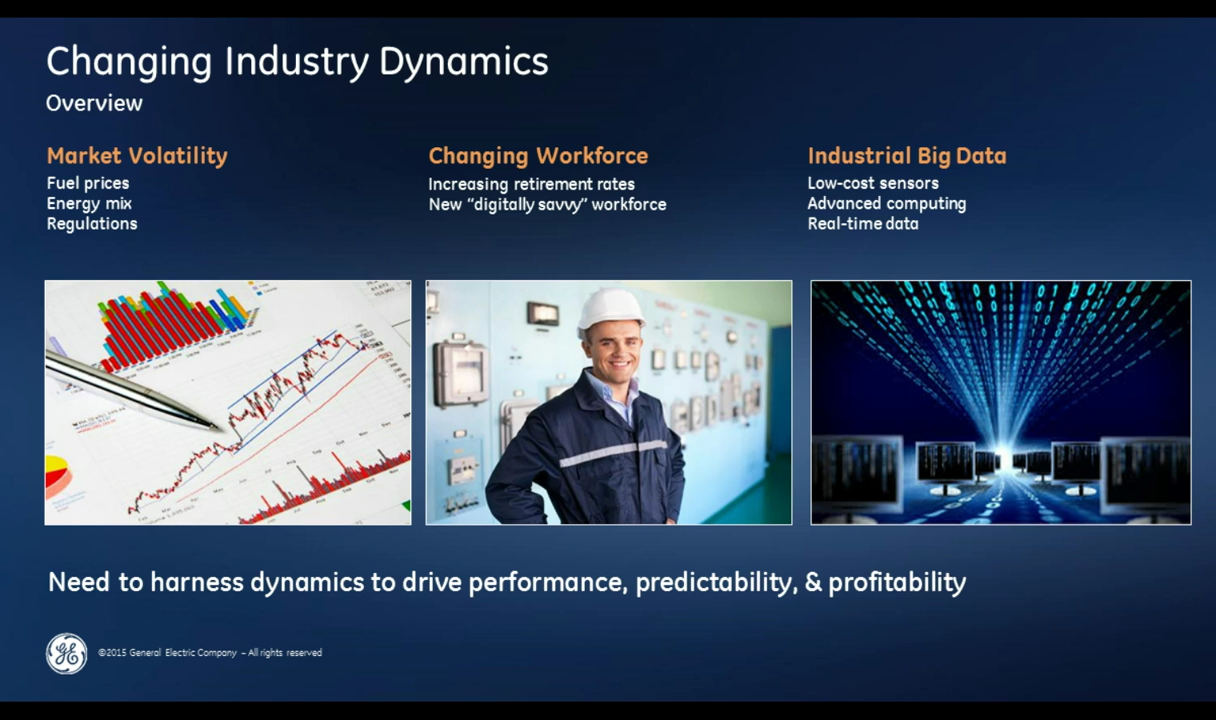 Changing Industry Dynamics
Overview
Market Volatility
Fuel prices
Energy mix
Regulations
Changing Workforce
Increasing retirement rates
New “digitally savvy” workforce
Industrial Big Data
Low-cost sensors
Advanced computing
Real-time data
Need to harness dynamics to drive performance, predictability, & profitability
GE
©2015 General Electric Company – All rights reserved